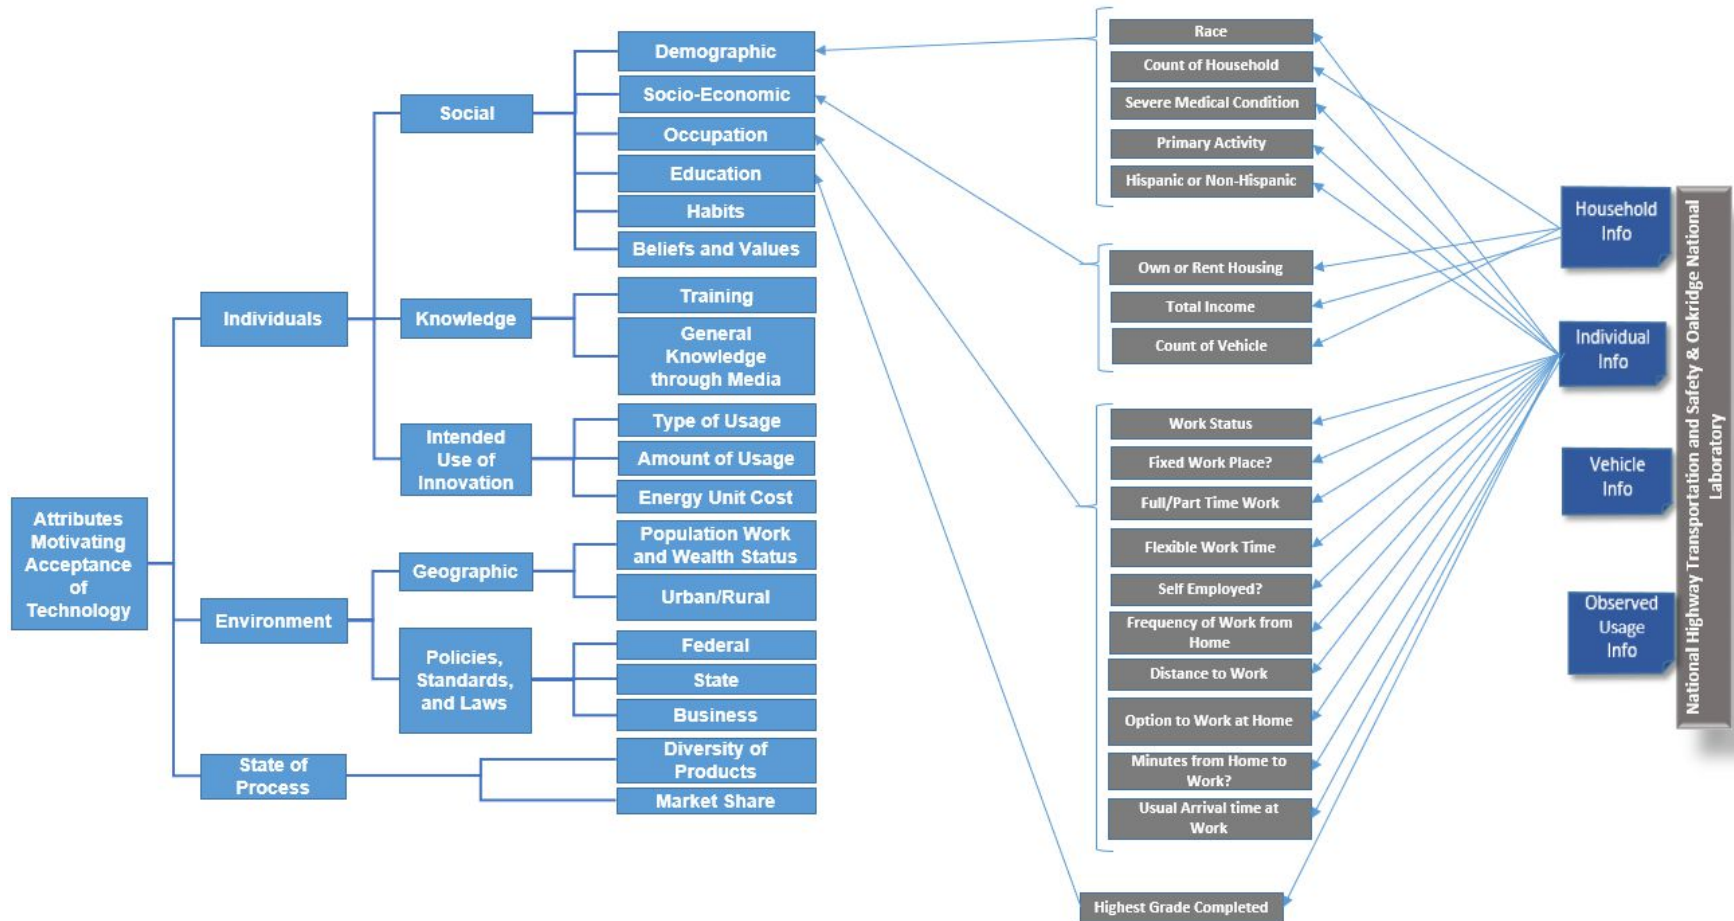 Attributes
Motivating
Acceptance
of
Technology
Individuals
Environment
State of
Process
Social
Knowledge
Intended
Use of
Innovation
Geographic
Policies,
Standards,
and Laws
Demographic
Socio-Economic
Occupation
Education
Habits
Beliefs and Values
Training
General
Knowledge
through Media
Type of Usage
Amount of Usage
Energy Unit Cost
Population Work
and Wealth Status
Urban/Rural
Federal
State
Business
Diversity of
Products
Market Share
Race
Count of Household
Severe Medical Condition
Primary Activity
Hispanic or Non-Hispanic
Own or Rent Housing
Total Income
Count of Vehicle
Work Status
Fixed Work Place?
Full/Part Time Work
Flexible Work Time
Self Employed?
Frequency of Work from
Home
Distance to Work
Option to Work at Home
Minutes from Home to
Work?
Usual Arrival time at
Work
Highest Grade Completed
Household
Info
Individual
Info
Vehicle
Info
Observed
Usage
Info
National Highway Transportation and Safety & Oakridge National
Laboratory